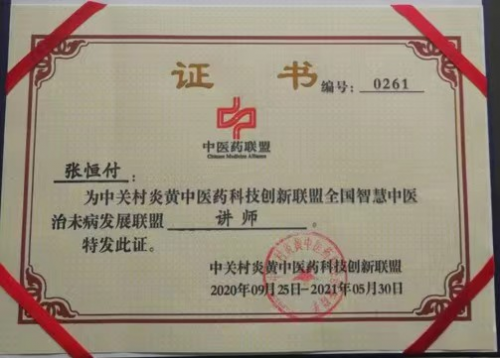 证 书
编号：0261
中医药联盟
Chinese Medicine Alliance
张恒付：
为中关村炎黄中医药科技创新联盟全国智慧中医
治未病发展联盟 讲师 。
特发此证。
中关村炎黄中医药科技创新联盟
2020年09月25日-2021年05月30日